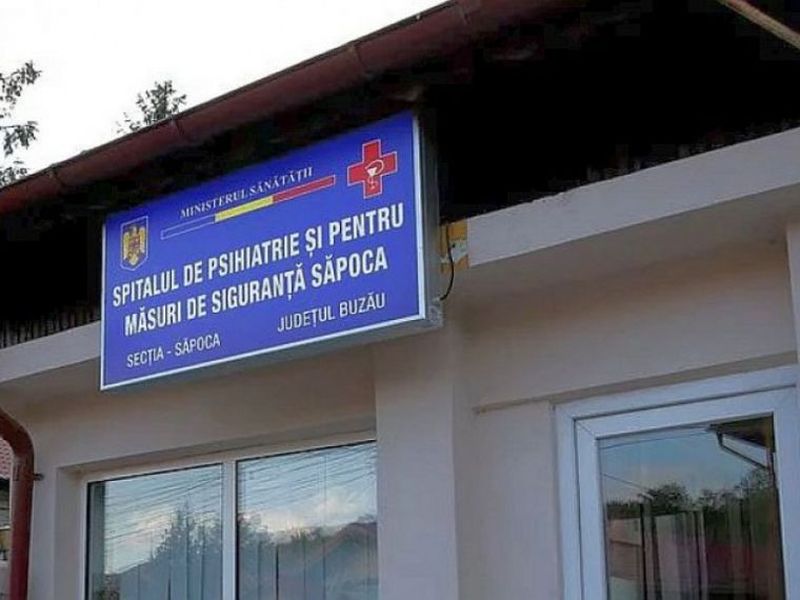 MINISTERUL SĂNĂTĂȚII
SPITALUL DE PSIHIATRIE ȘI PENTRU
MĂSURI DE SIGURANȚĂ SĂPOCA
SECȚIA - SĂPOCA
JUDEȚUL BUZĂU